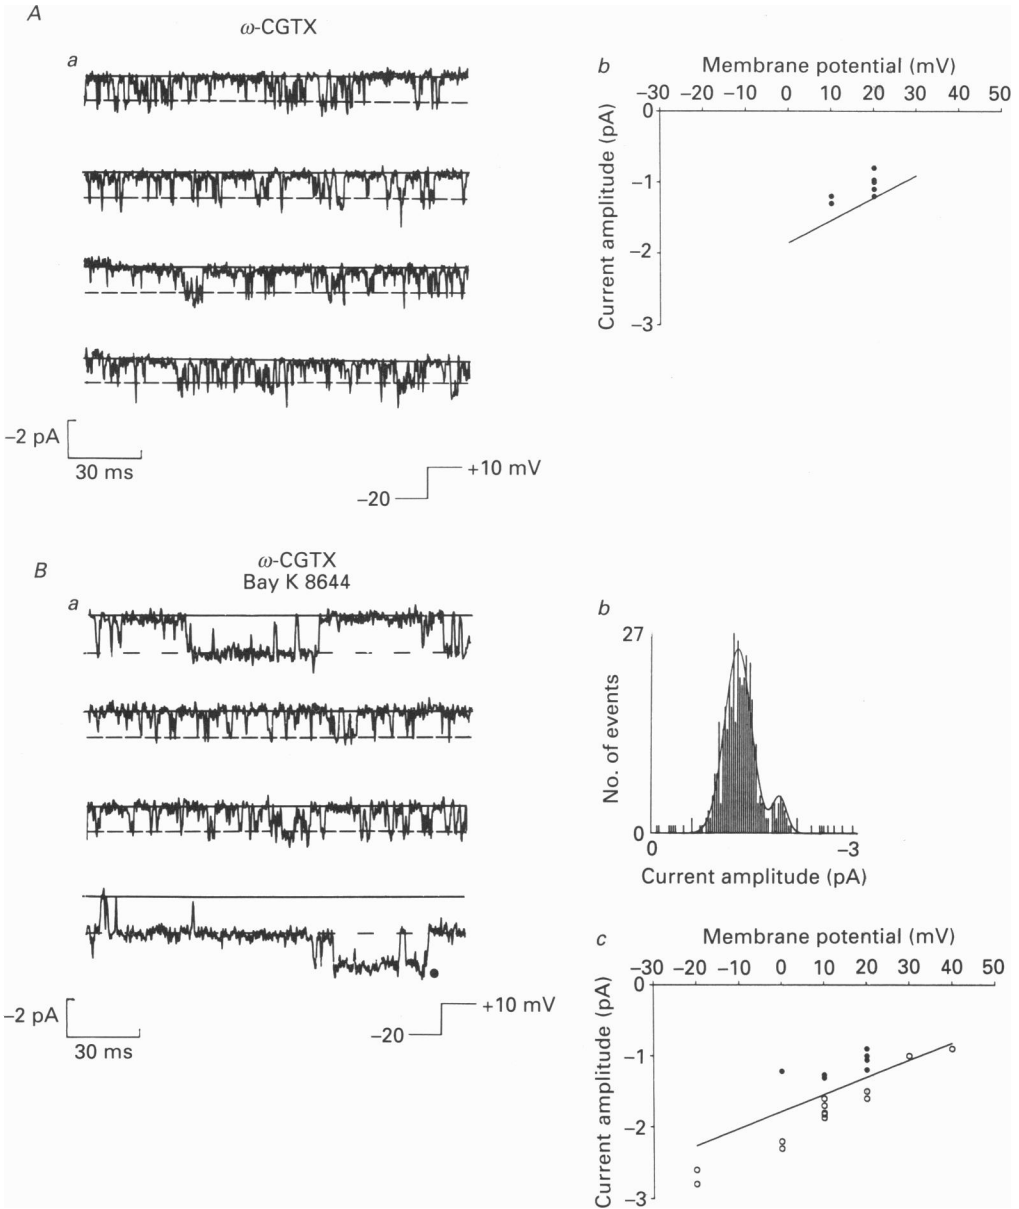 A
ω-CGTX
a
−2 pA
30 ms
+10 mV
−20
b
Membrane potential (mV)
−30 −20 −10 0 10 20 30 40 50
Current amplitude (pA)
0
−1
−2
−3
B
ω-CGTX
Bay K 8644
a
−2 pA
30 ms
+10 mV
−20
b
27
No. of events
0
0 −3
Current amplitude (pA)
c
Membrane potential (mV)
−30 −20 −10 0 10 20 30 40 50
Current amplitude (pA)
0
−1
−2
−3